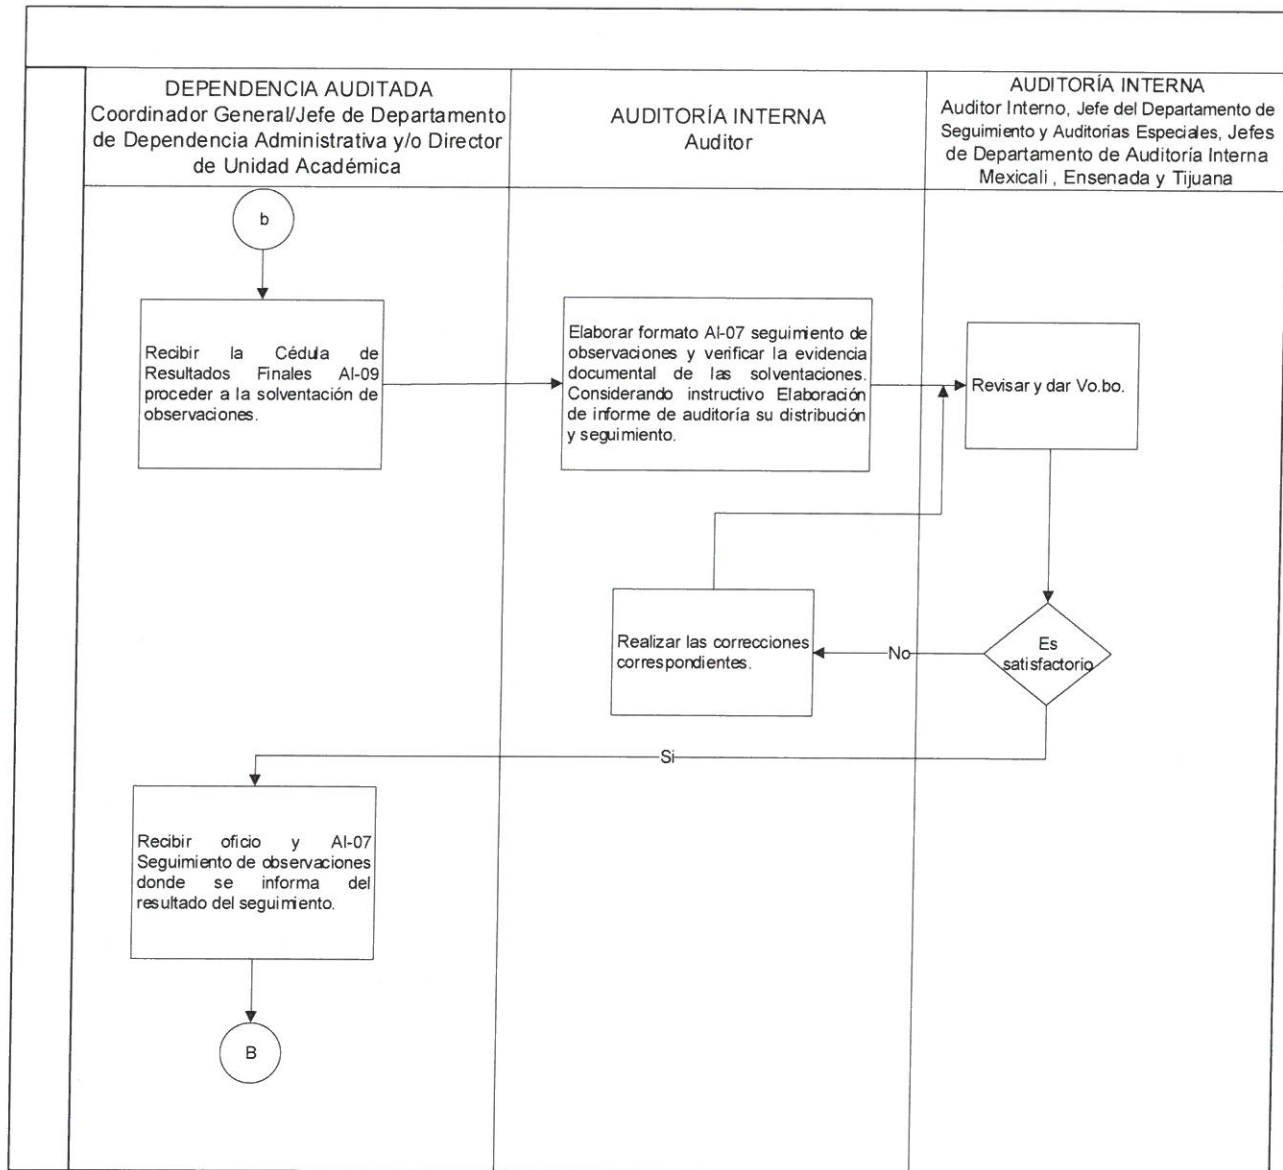 DEPENDENCIA AUDITADA
Coordinador General/Jefe de Departamento
de Dependencia Administrativa y/o Director
de Unidad Académica
AUDITORÍA INTERNA
Auditor
AUDITORÍA INTERNA
Auditor Interno, Jefe del Departamento de
Seguimiento y Auditorías Especiales, Jefes
de Departamento de Auditoría Interna
Mexicali , Ensenada y Tijuana
b
Recibir la Cédula de
Resultados Finales AI-09
proceder a la solventación de
observaciones.
Elaborar formato AI-07 seguimiento de
observaciones y verificar la evidencia
documental de las solventaciones.
Considerando instructivo Elaboración
de informe de auditoría su distribución
y seguimiento.
Revisar y dar Vo.bo.
Realizar las correcciones
correspondientes.
No
Es
satisfactorio
Si
Recibir oficio y AI-07
Seguimiento de observaciones
donde se informa del
resultado del seguimiento.
B